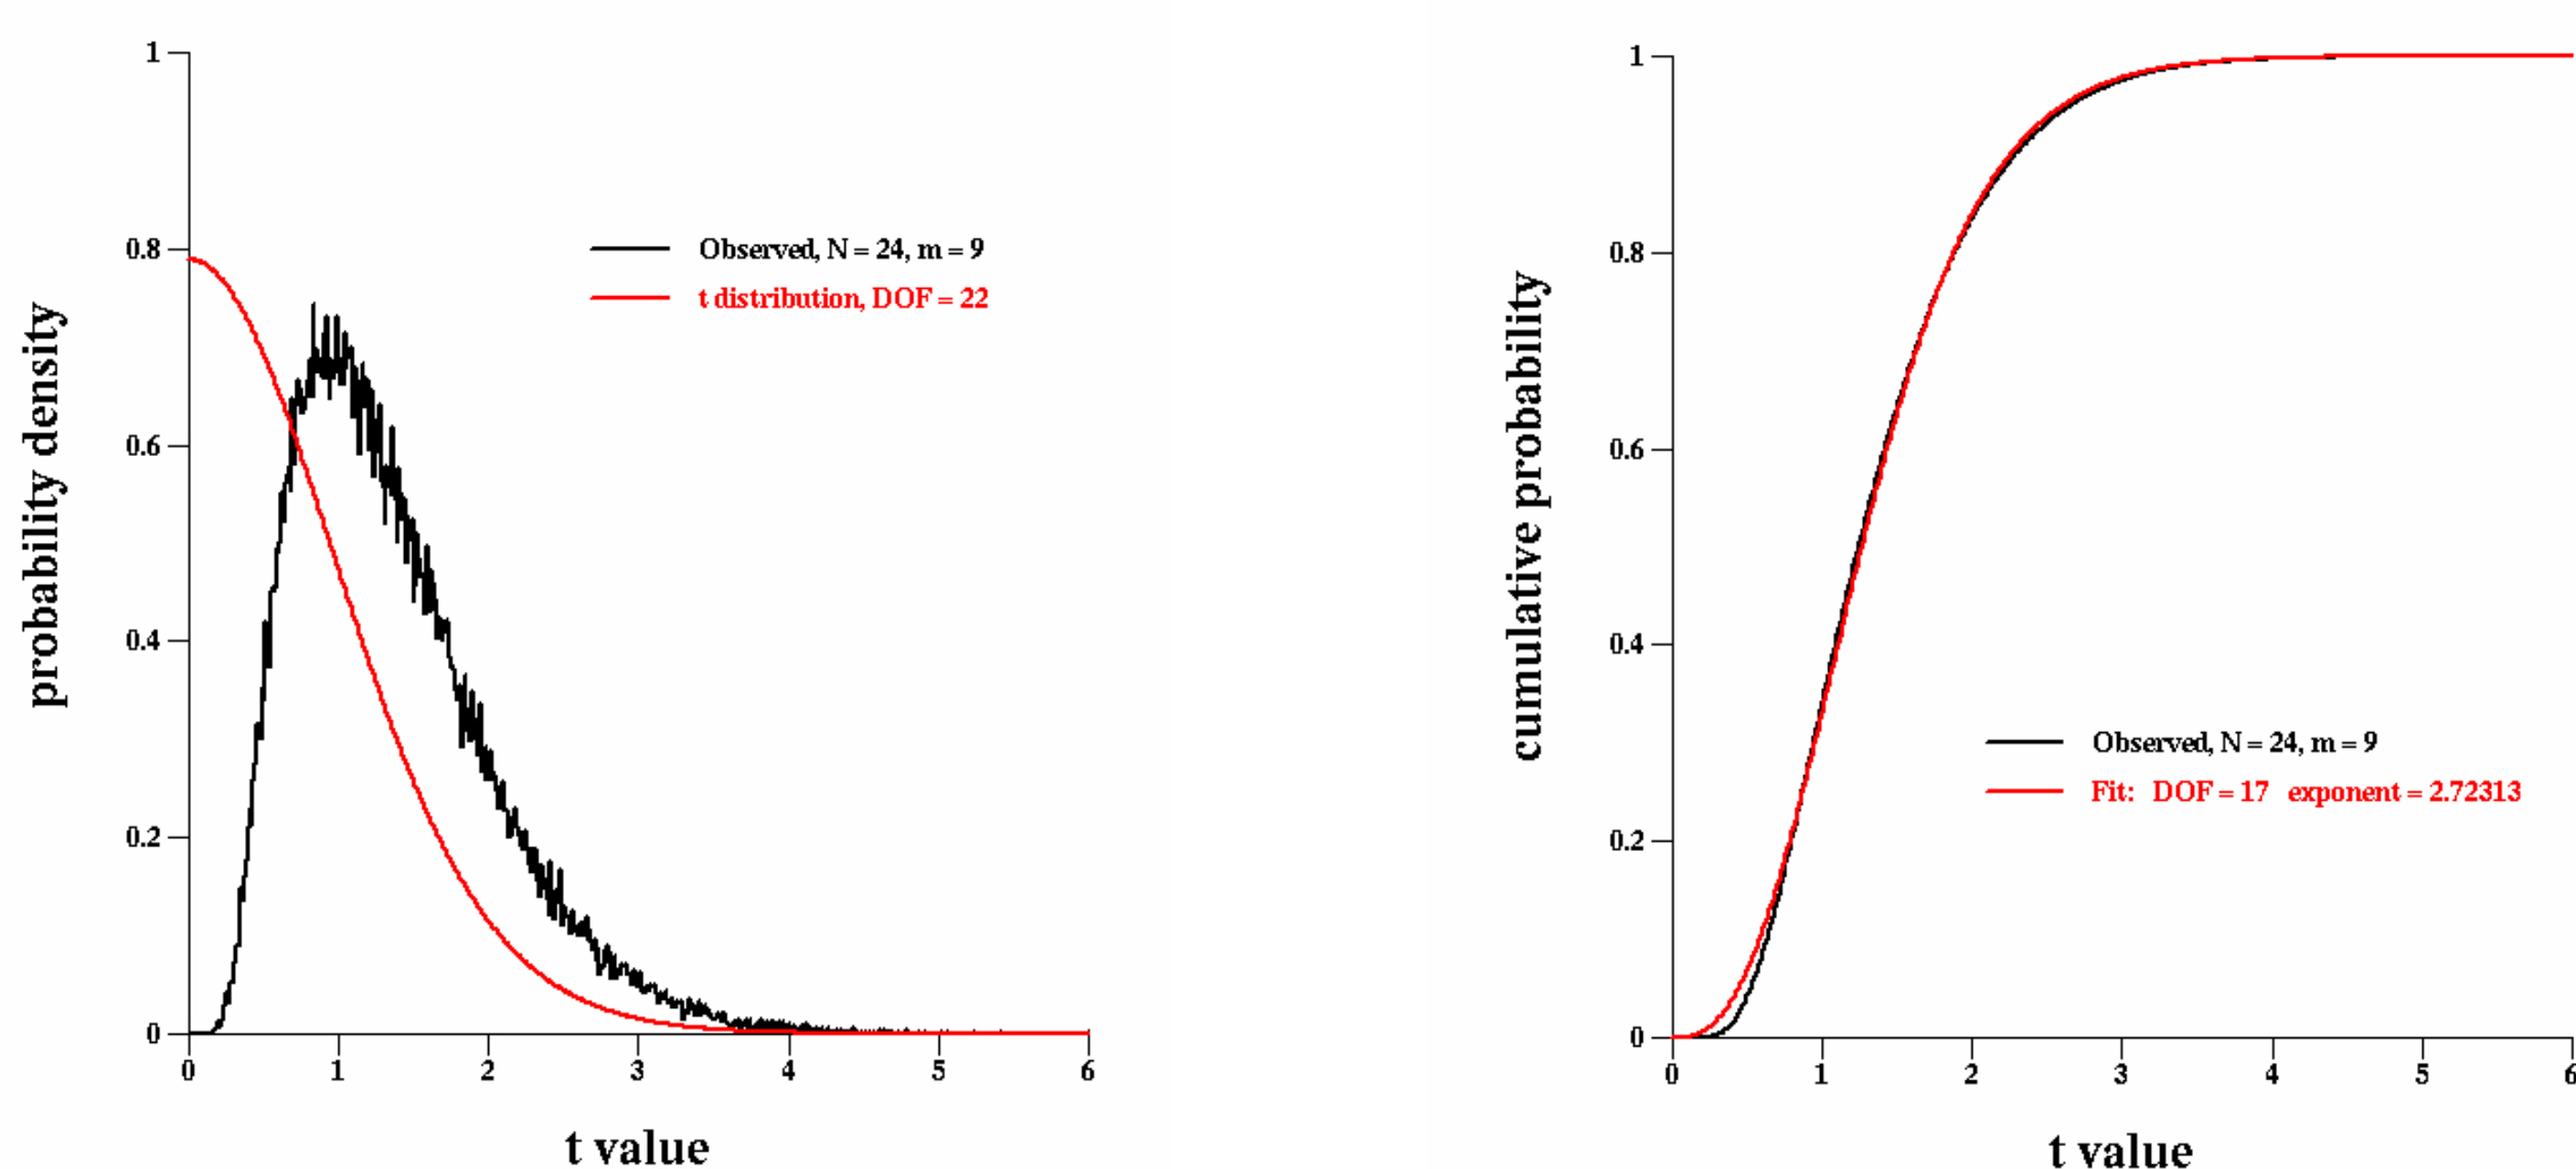 probability density
1
0.8
0.6
0.4
0.2
0
0 1 2 3 4 5 6
t value
Observed, N = 24, m = 9
t distribution, DOF = 22
cumulative probability
1
0.8
0.6
0.4
0.2
0
0 1 2 3 4 5 6
t value
Observed, N = 24, m = 9
Fit: DOF = 17 exponent = 2.72313